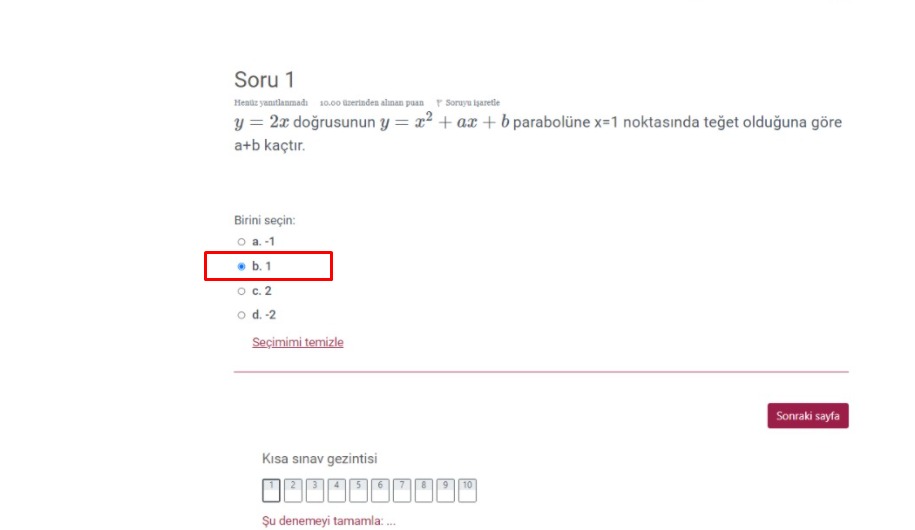 Soru 1
Henüz yanıtlanmadı 10.00 üzerinden alınan puan Soruyu işaretle
y = 2x doğrusunun y = x² + ax + b parabolüne x=1 noktasında teğet olduğuna göre
a+b kaçtır.
Birini seçin:
a. -1
b. 1
c. 2
d. -2
Seçimimi temizle
Sonraki sayfa
Kısa sınav gezintisi
1 2 3 4 5 6 7 8 9 10
Şu denemeyi tamamla: ...